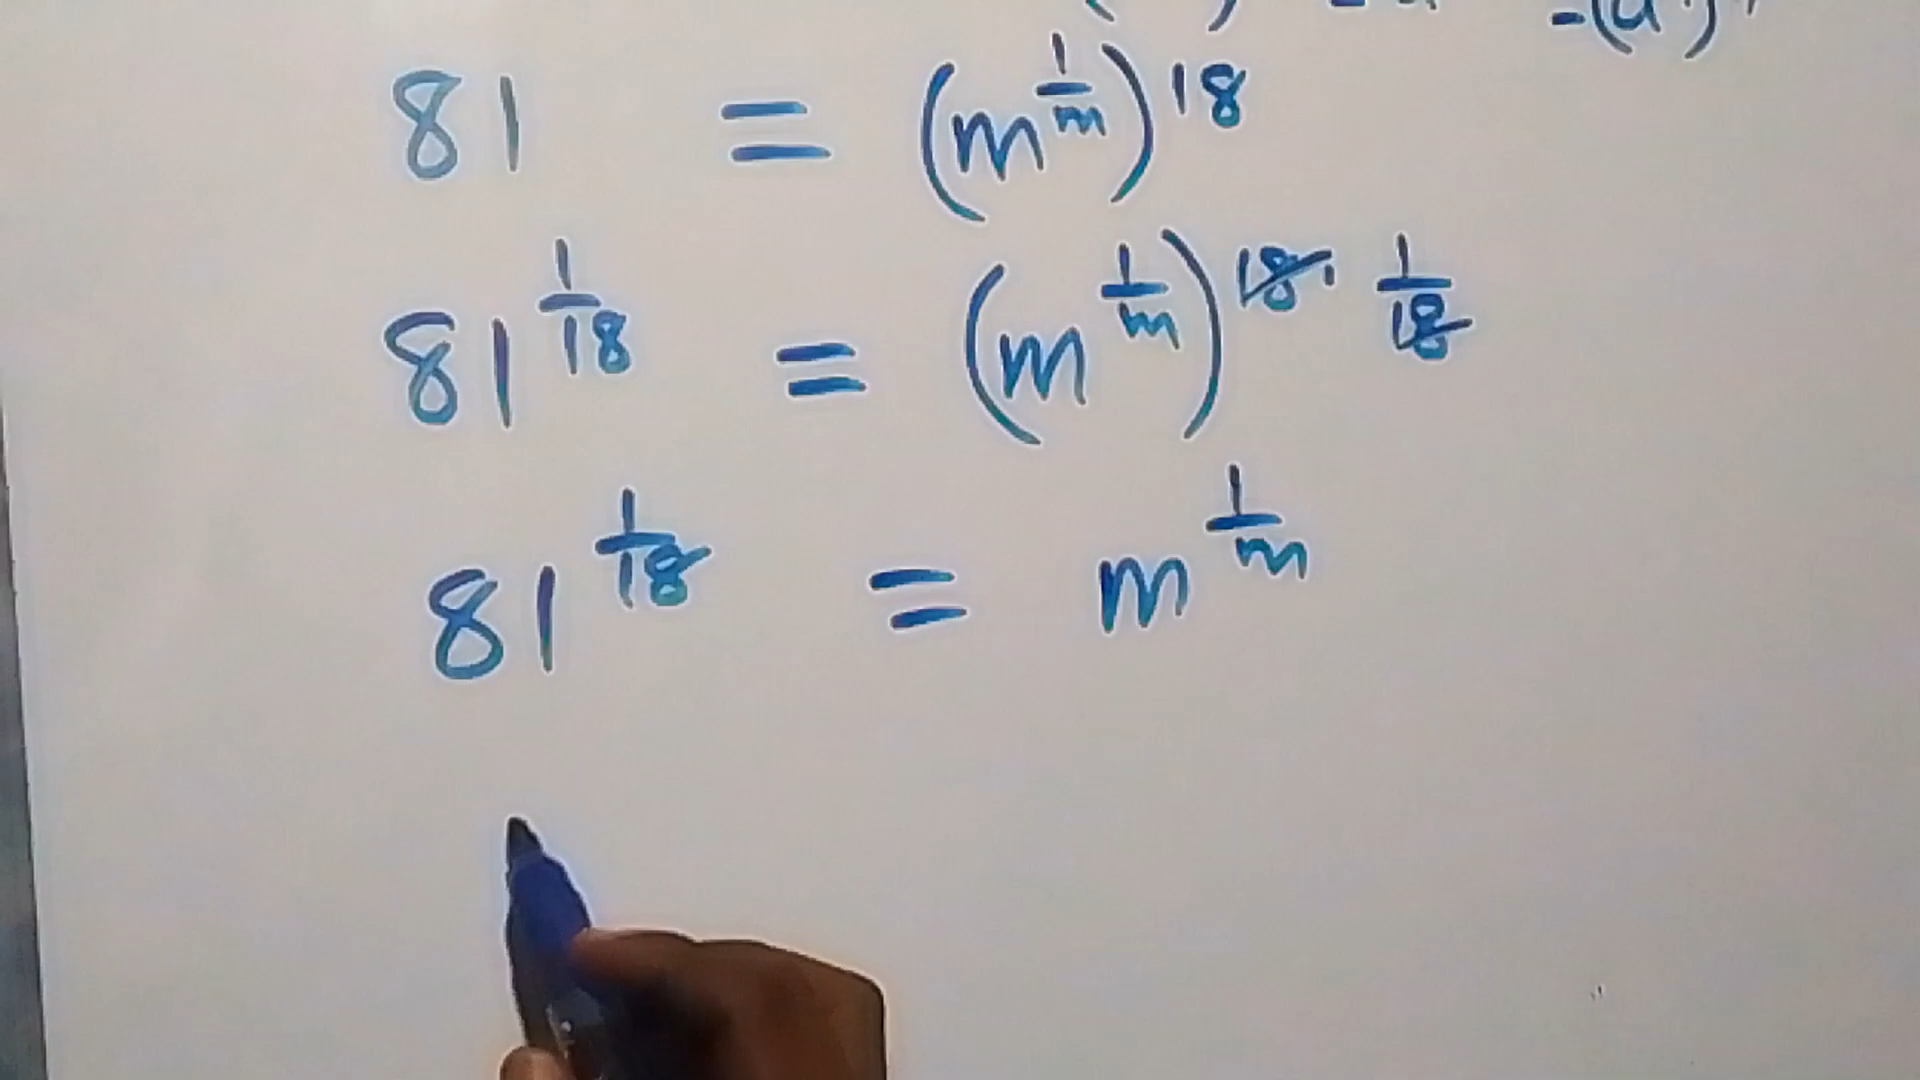 81 = (m^(1/m))^18
81^(1/18) = (m^(1/m))^(18 · 1/18)
81^(1/18) = m^(1/m)